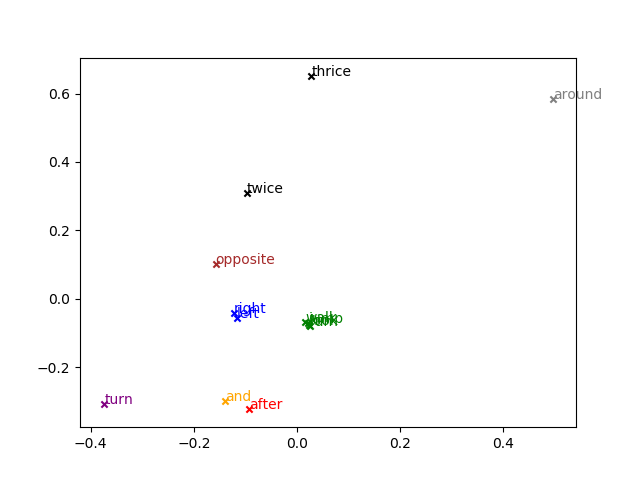 thrice
around
twice
opposite
right
left
walk
turn
and
after
0.6
0.4
0.2
0.0
−0.2
−0.4
−0.2
0.0
0.2
0.4